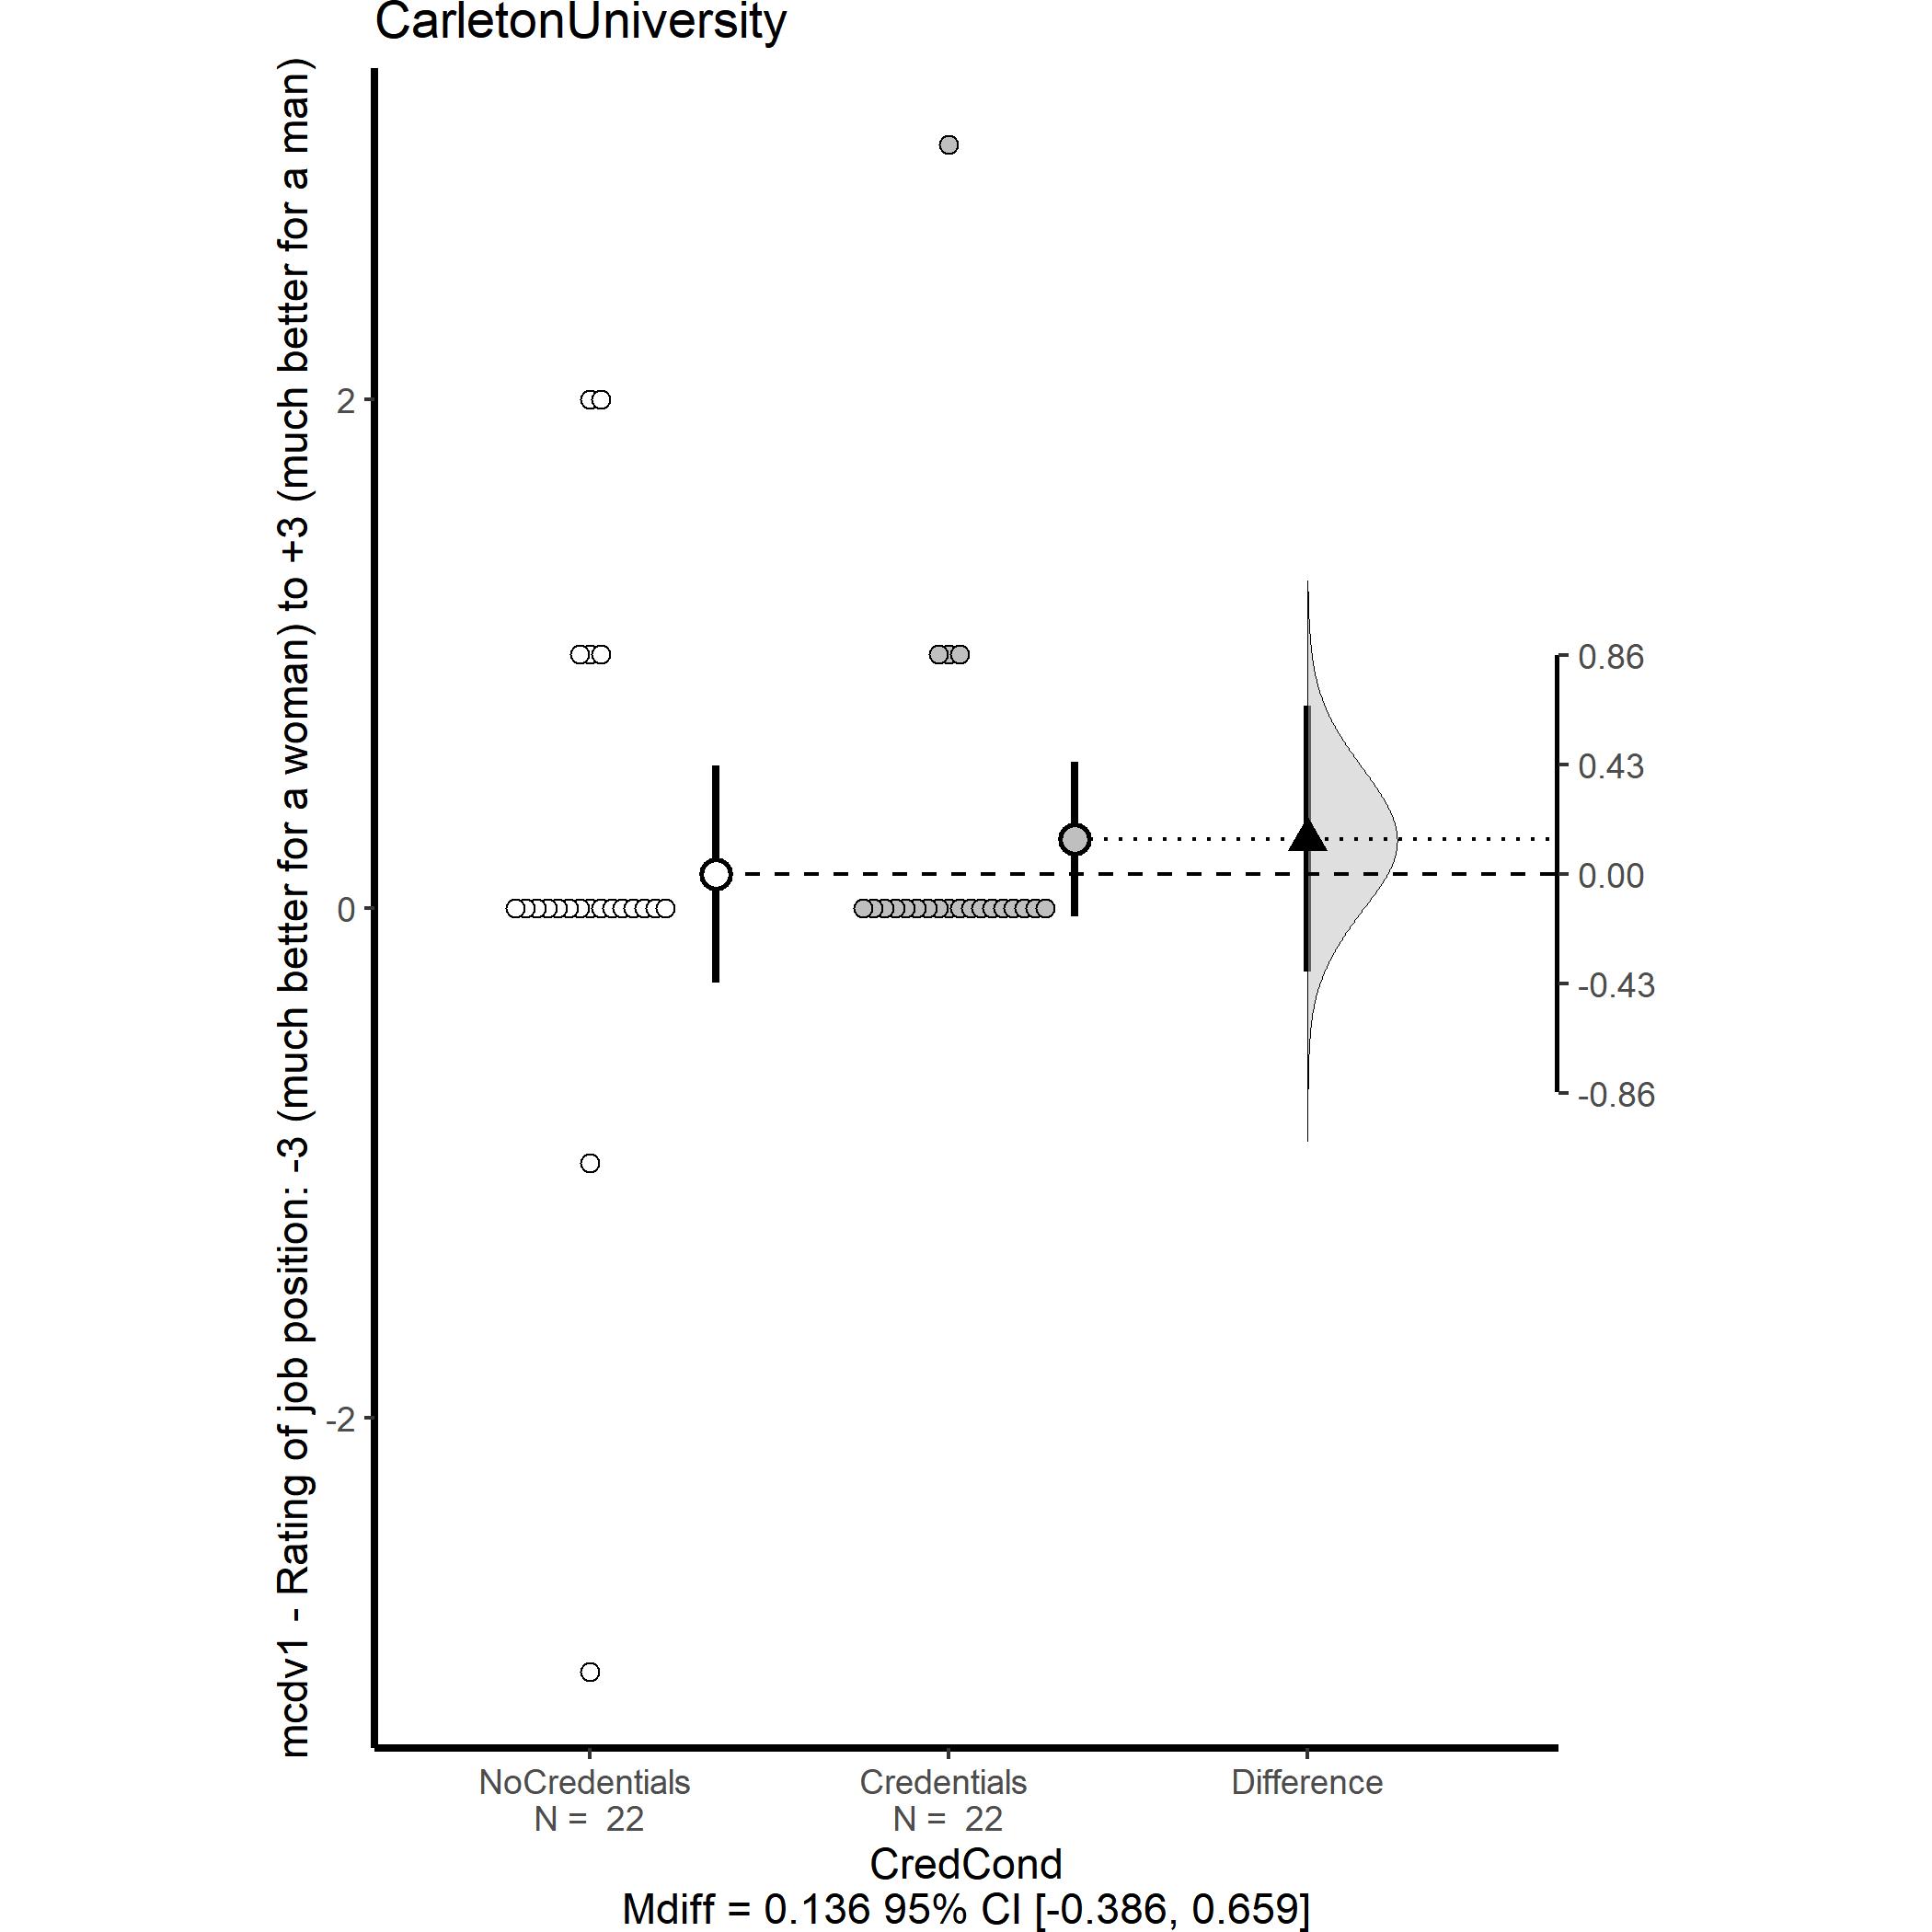 CarletonUniversity
mcdv1 - Rating of job position: -3 (much better for a woman) to +3 (much better for a man)
2
0
-2
0.86
0.43
0.00
-0.43
-0.86
NoCredentials
N =  22
Credentials
N =  22
Difference
CredCond
Mdiff = 0.136 95% CI [-0.386, 0.659]